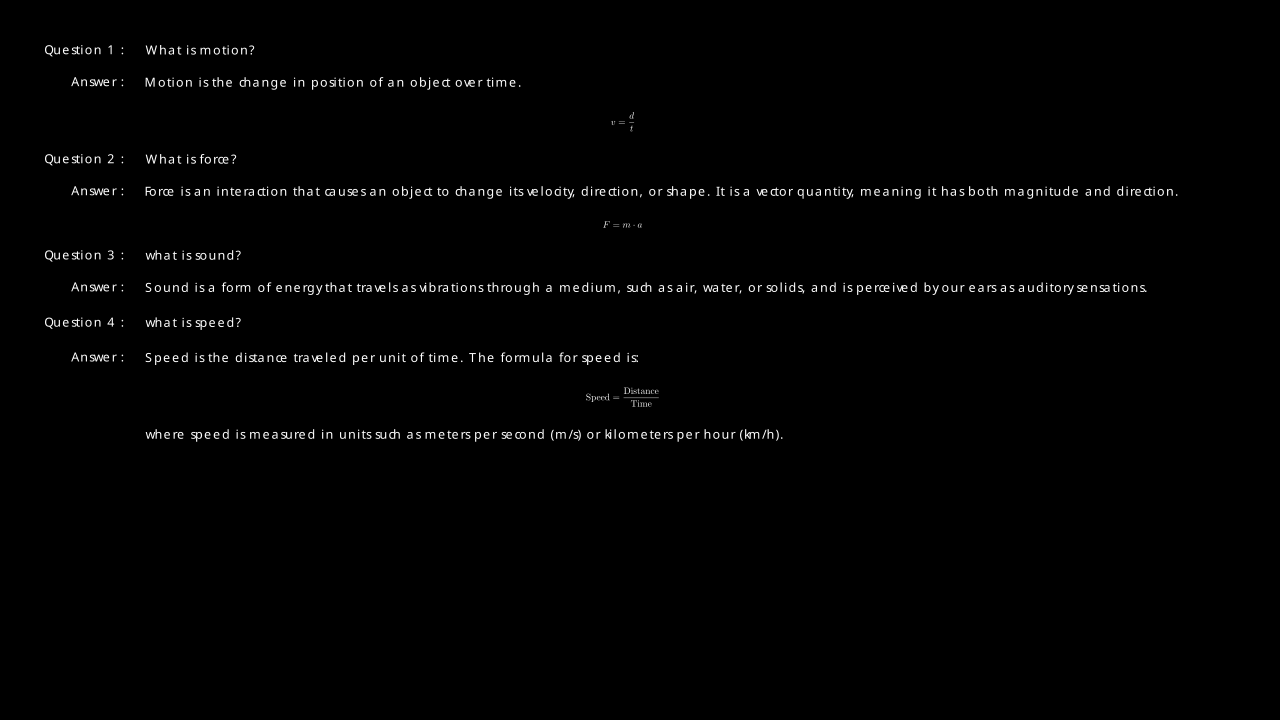 Question 1 : What is motion?
Answer : Motion is the change in position of an object over time.
v = d/t
Question 2 : What is force?
Answer : Force is an interaction that causes an object to change its velocity, direction, or shape. It is a vector quantity, meaning it has both magnitude and direction.
F = m · a
Question 3 : what is sound?
Answer : Sound is a form of energy that travels as vibrations through a medium, such as air, water, or solids, and is perceived by our ears as auditory sensations.
Question 4 : what is speed?
Answer : Speed is the distance traveled per unit of time. The formula for speed is:
Speed = Distance/Time
where speed is measured in units such as meters per second (m/s) or kilometers per hour (km/h).